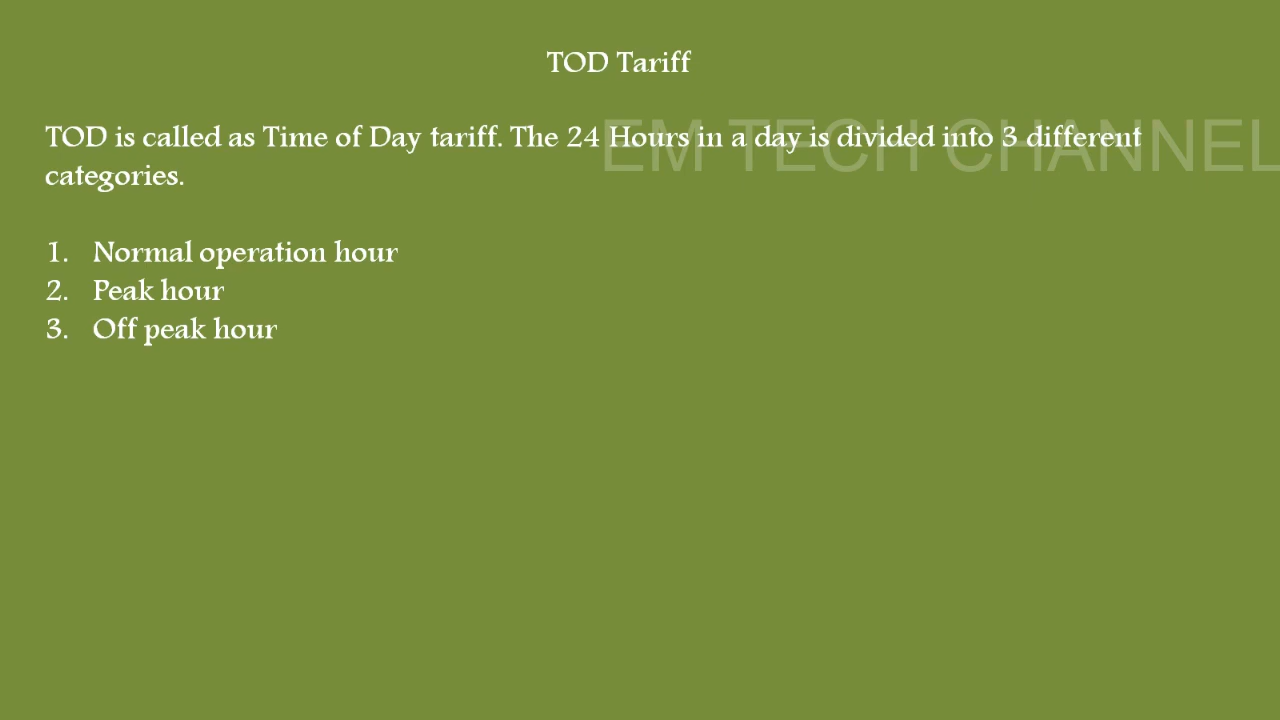 TOD Tariff
TOD is called as Time of Day tariff. The 24 Hours in a day is divided into 3 different
categories.
EM TECH CHANNEL
1. Normal operation hour
2. Peak hour
3. Off peak hour